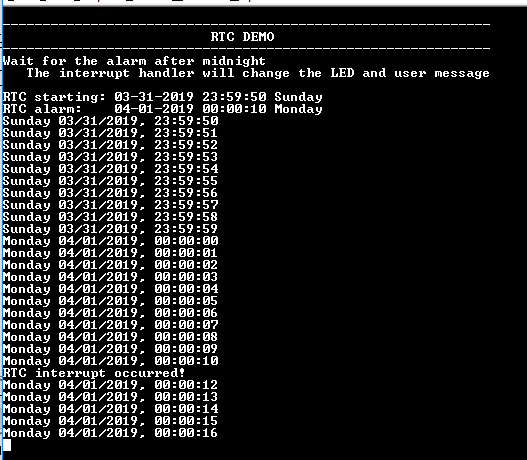 RTC DEMO
Wait for the alarm after midnight
The interrupt handler will change the LED and user message
RTC starting: 03-31-2019 23:59:50 Sunday
RTC alarm: 04-01-2019 00:00:10 Monday
Sunday 03/31/2019, 23:59:50
Sunday 03/31/2019, 23:59:51
Sunday 03/31/2019, 23:59:52
Sunday 03/31/2019, 23:59:53
Sunday 03/31/2019, 23:59:54
Sunday 03/31/2019, 23:59:55
Sunday 03/31/2019, 23:59:56
Sunday 03/31/2019, 23:59:57
Sunday 03/31/2019, 23:59:58
Sunday 03/31/2019, 23:59:59
Monday 04/01/2019, 00:00:00
Monday 04/01/2019, 00:00:01
Monday 04/01/2019, 00:00:02
Monday 04/01/2019, 00:00:03
Monday 04/01/2019, 00:00:04
Monday 04/01/2019, 00:00:05
Monday 04/01/2019, 00:00:06
Monday 04/01/2019, 00:00:07
Monday 04/01/2019, 00:00:08
Monday 04/01/2019, 00:00:09
Monday 04/01/2019, 00:00:10
RTC interrupt occurred!
Monday 04/01/2019, 00:00:12
Monday 04/01/2019, 00:00:13
Monday 04/01/2019, 00:00:14
Monday 04/01/2019, 00:00:15
Monday 04/01/2019, 00:00:16